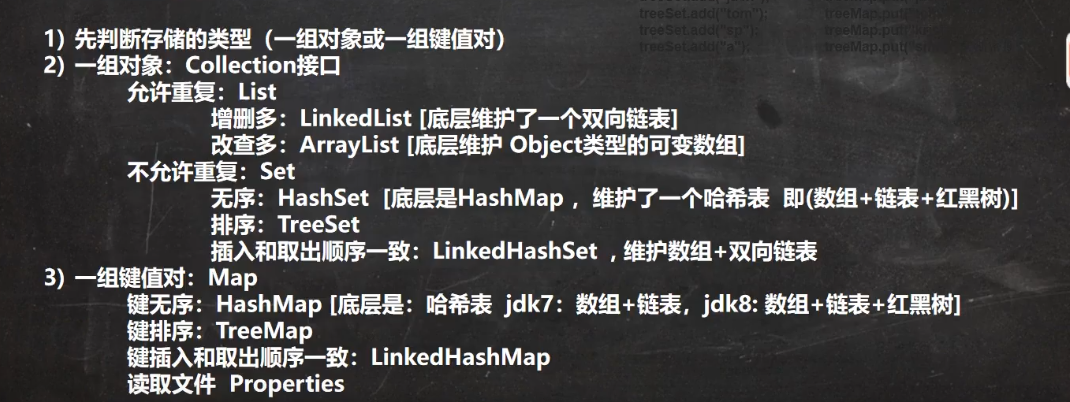 treeSet.add("tom");
treeSet.add("sp");
treeSet.add("a");
1) 先判断存储的类型（一组对象或一组键值对）
2) 一组对象：Collection接口
允许重复：List
增删多：LinkedList [底层维护了一个双向链表]
改查多：ArrayList [底层维护 Object类型的可变数组]
不允许重复：Set
无序：HashSet [底层是HashMap ，维护了一个哈希表 即(数组+链表+红黑树)]
排序：TreeSet
插入和取出顺序一致：LinkedHashSet , 维护数组+双向链表
3) 一组键值对：Map
键无序：HashMap [底层是：哈希表 jdk7：数组+链表，jdk8: 数组+链表+红黑树]
键排序：TreeMap
键插入和取出顺序一致：LinkedHashMap
读取文件 Properties